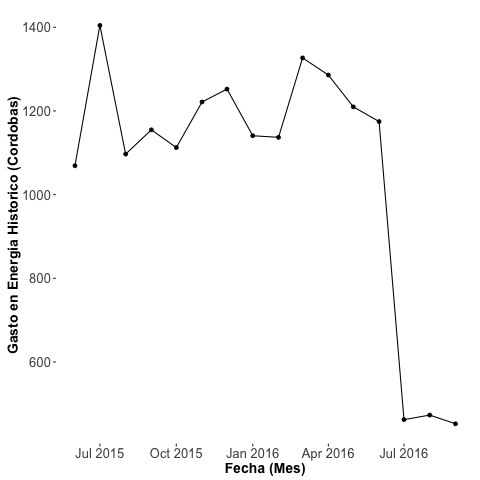 1400
1200
1000
800
600
Gasto en Energia Historico (Cordobas)
Jul 2015 Oct 2015 Jan 2016 Apr 2016 Jul 2016
Fecha (Mes)